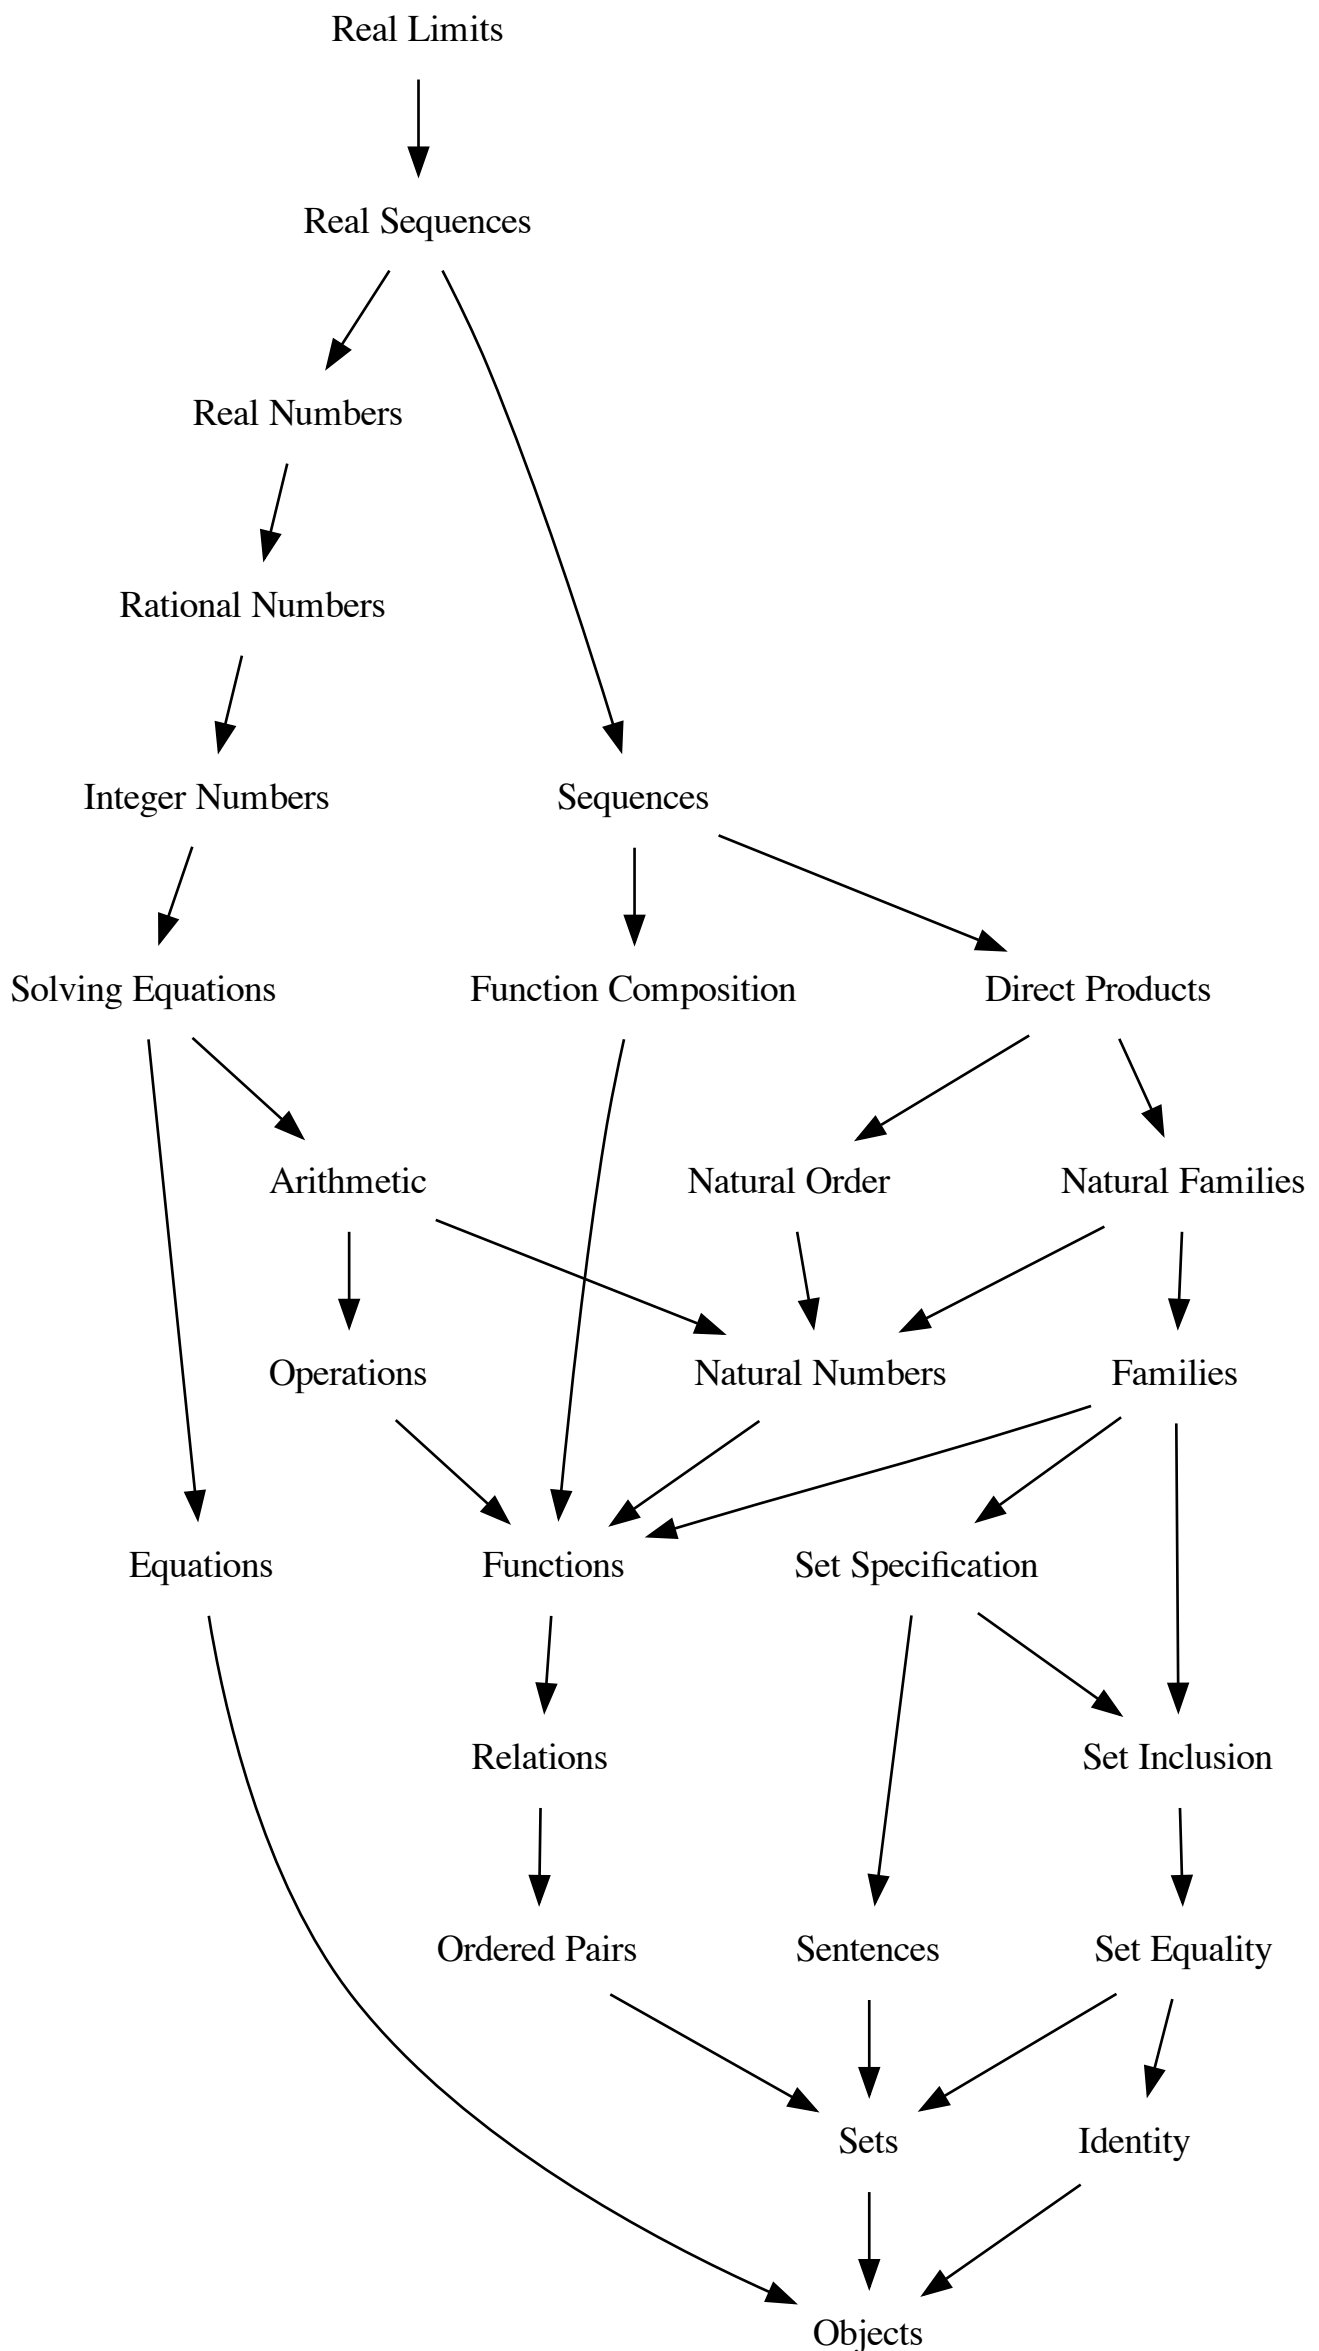 Real Limits
Real Sequences
Real Numbers
Rational Numbers
Integer Numbers
Sequences
Solving Equations
Function Composition
Direct Products
Arithmetic
Natural Order
Natural Families
Operations
Natural Numbers
Families
Equations
Functions
Set Specification
Relations
Set Inclusion
Ordered Pairs
Sentences
Set Equality
Sets
Identity
Objects